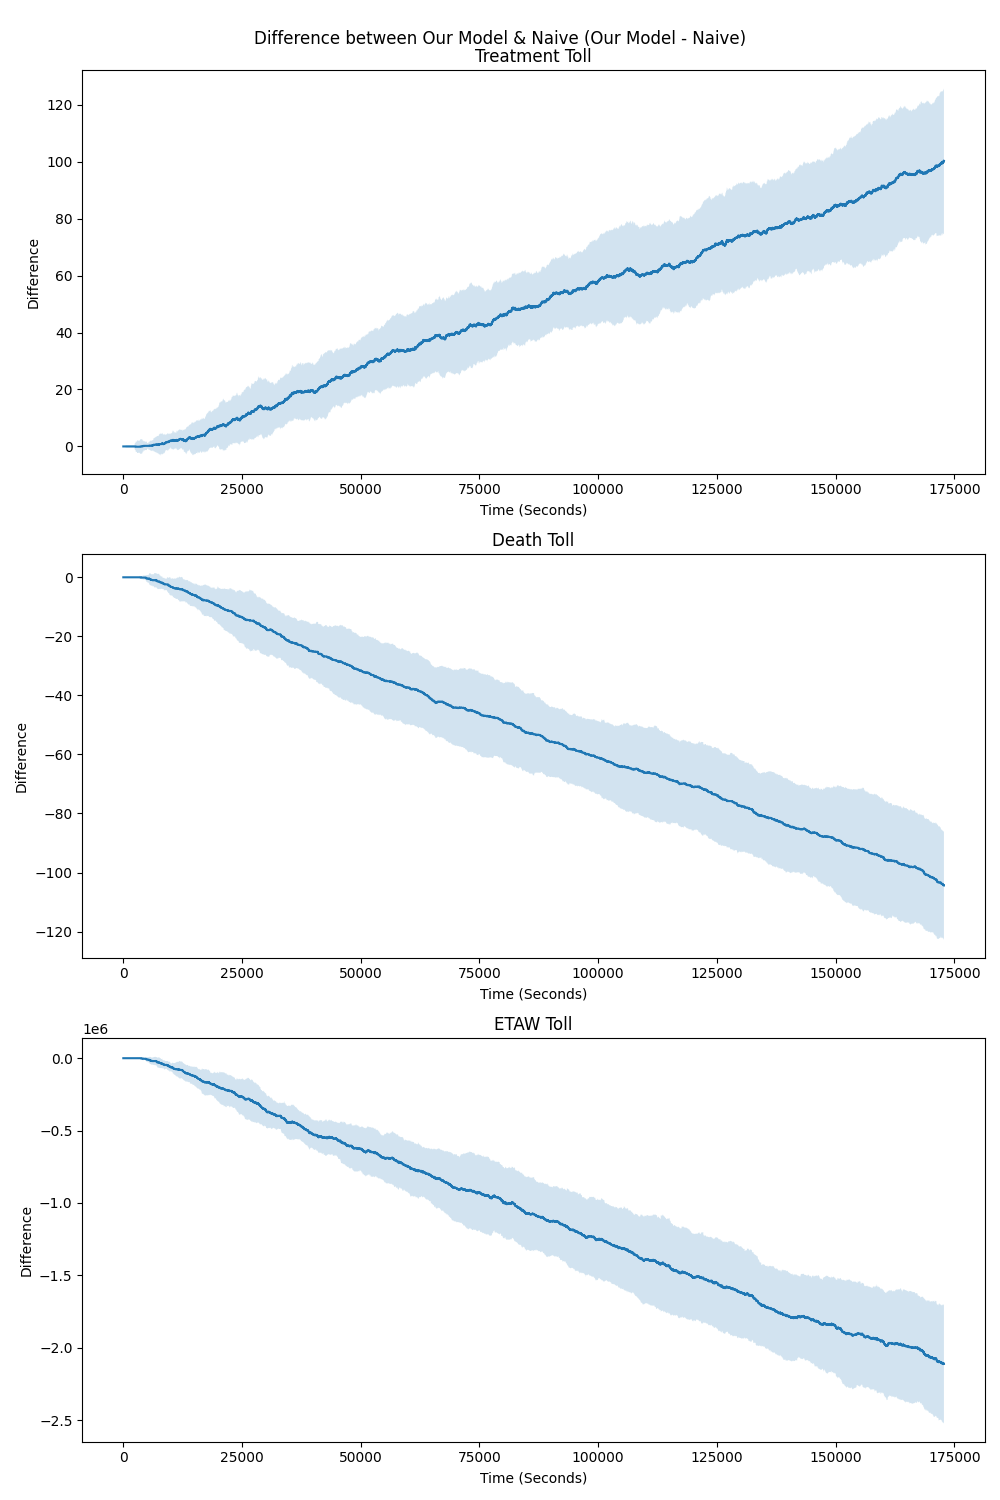 Difference between Our Model & Naive (Our Model - Naive)
Treatment Toll
120
100
80
60
40
20
0
Difference
0 25000 50000 75000 100000 125000 150000 175000
Time (Seconds)
Death Toll
0
−20
−40
−60
−80
−100
−120
Difference
0 25000 50000 75000 100000 125000 150000 175000
Time (Seconds)
ETAW Toll
1e6
0.0
−0.5
−1.0
−1.5
−2.0
−2.5
Difference
0 25000 50000 75000 100000 125000 150000 175000
Time (Seconds)